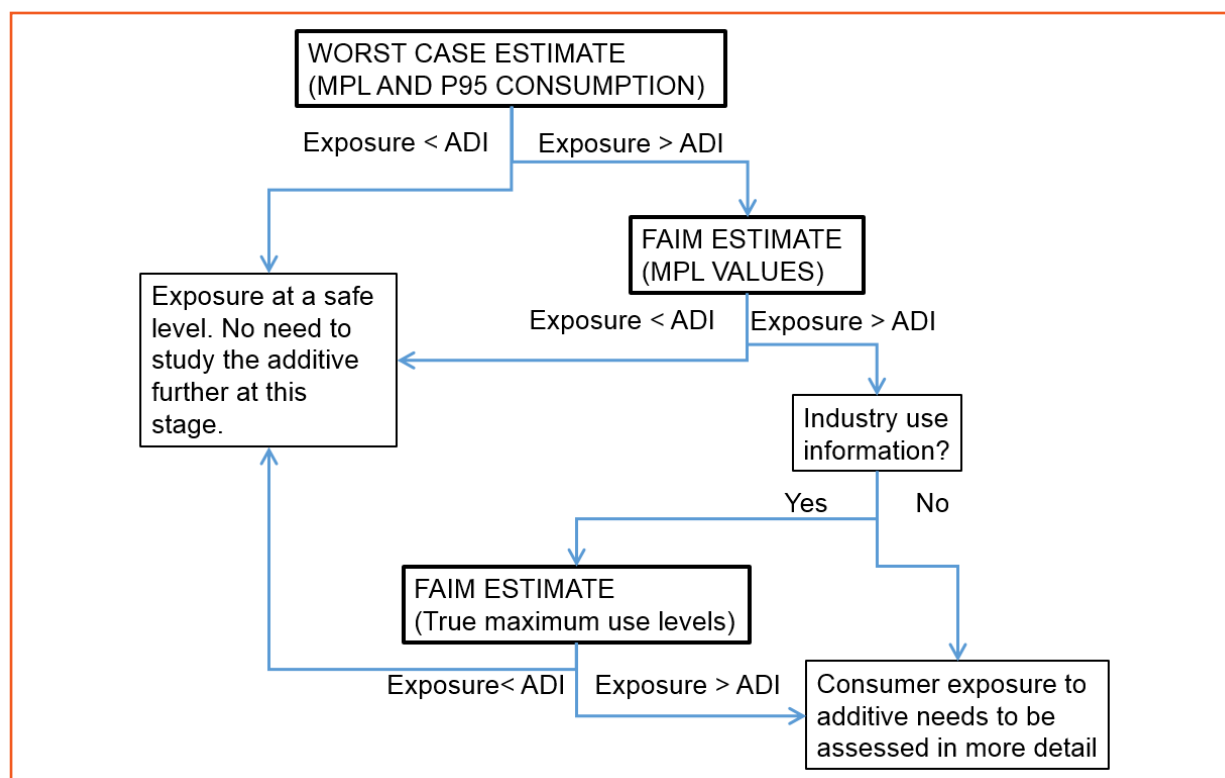 WORST CASE ESTIMATE
(MPL AND P95 CONSUMPTION)
Exposure < ADI
Exposure > ADI
FAIM ESTIMATE
(MPL VALUES)
Exposure < ADI
Exposure > ADI
Exposure at a safe
level. No need to
study the additive
further at this
stage.
Industry use
information?
Yes
No
FAIM ESTIMATE
(True maximum use levels)
Exposure< ADI
Exposure > ADI
Consumer exposure to
additive needs to be
assessed in more detail